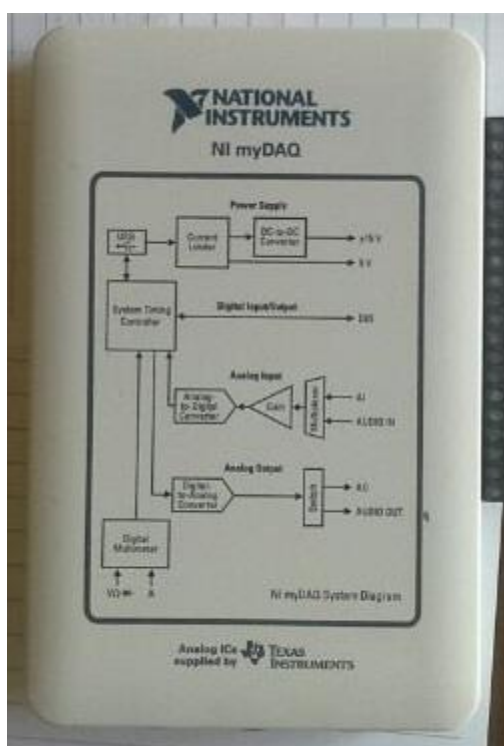 NATIONAL
INSTRUMENTS
NI myDAQ
Power Supply
USB
Current
Limiter
DC-to-DC
Converter
5 V
System Timing
Controller
Digital Input/Output
DIO
Analog Input
Analog-
to-Digital
Converter
Gain
Multiplexer
AI
AUDIO IN
Analog Output
Digital-
to-Analog
Converter
Switch
AO
AUDIO OUT
Digital
Multimeter
A
NI myDAQ System Diagram
Analog ICs
supplied by
TEXAS
INSTRUMENTS